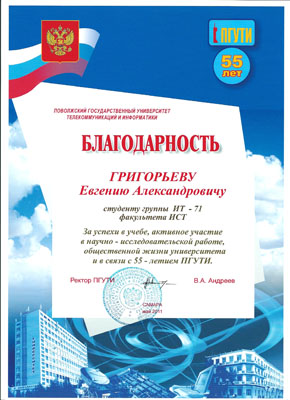 ПГУТИ
55
ЛЕТ
ПОВОЛЖСКИЙ ГОСУДАРСТВЕННЫЙ УНИВЕРСИТЕТ
ТЕЛЕКОММУНИКАЦИЙ И ИНФОРМАТИКИ
БЛАГОДАРНОСТЬ
ГРИГОРЬЕВУ
Евгению Александровичу
студенту группы ИТ - 71
факультета ИСТ
За успехи в учебе, активное участие
в научно - исследовательской работе,
общественной жизни университета
и в связи с 55 - летием ПГУТИ.
Ректор ПГУТИ В.А. Андреев
САМАРА
май 2011